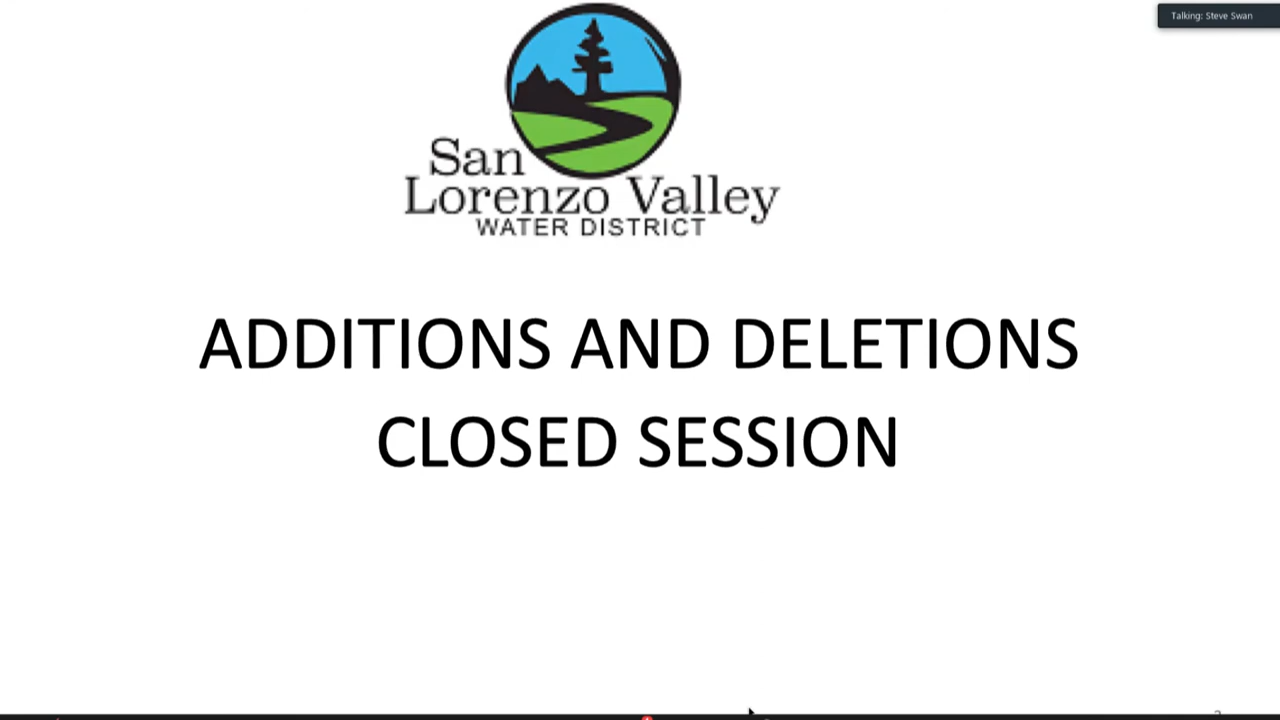 Talking: Steve Swan
San
Lorenzo Valley
WATER DISTRICT
ADDITIONS AND DELETIONS
CLOSED SESSION